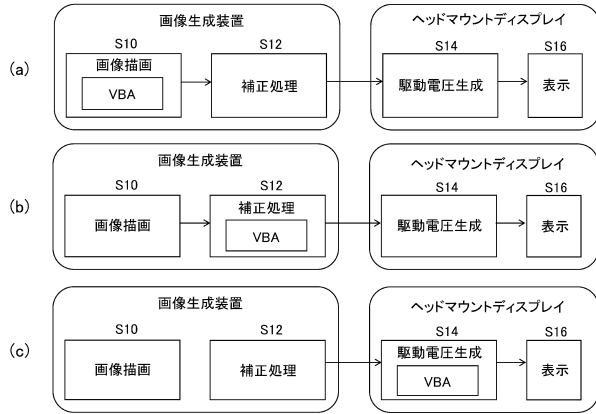 画像生成装置
ヘッドマウントディスプレイ
S10
S12
S14
S16
(a)
画像描画
VBA
補正処理
駆動電圧生成
表示
画像生成装置
ヘッドマウントディスプレイ
S10
S12
S14
S16
(b)
画像描画
補正処理
VBA
駆動電圧生成
表示
画像生成装置
ヘッドマウントディスプレイ
S10
S12
S14
S16
(c)
画像描画
補正処理
駆動電圧生成
VBA
表示